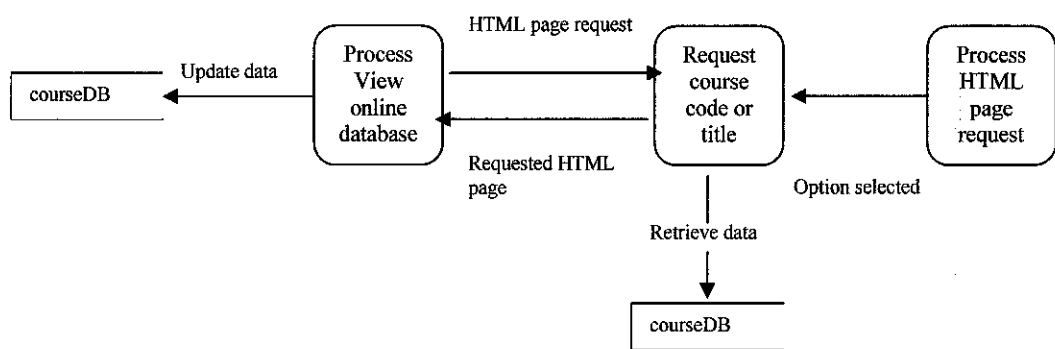 HTML page request
Process
View
online
database
Request
course
code or
title
Process
HTML
page
request
Update data
courseDB
Requested HTML
page
Option selected
Retrieve data
courseDB